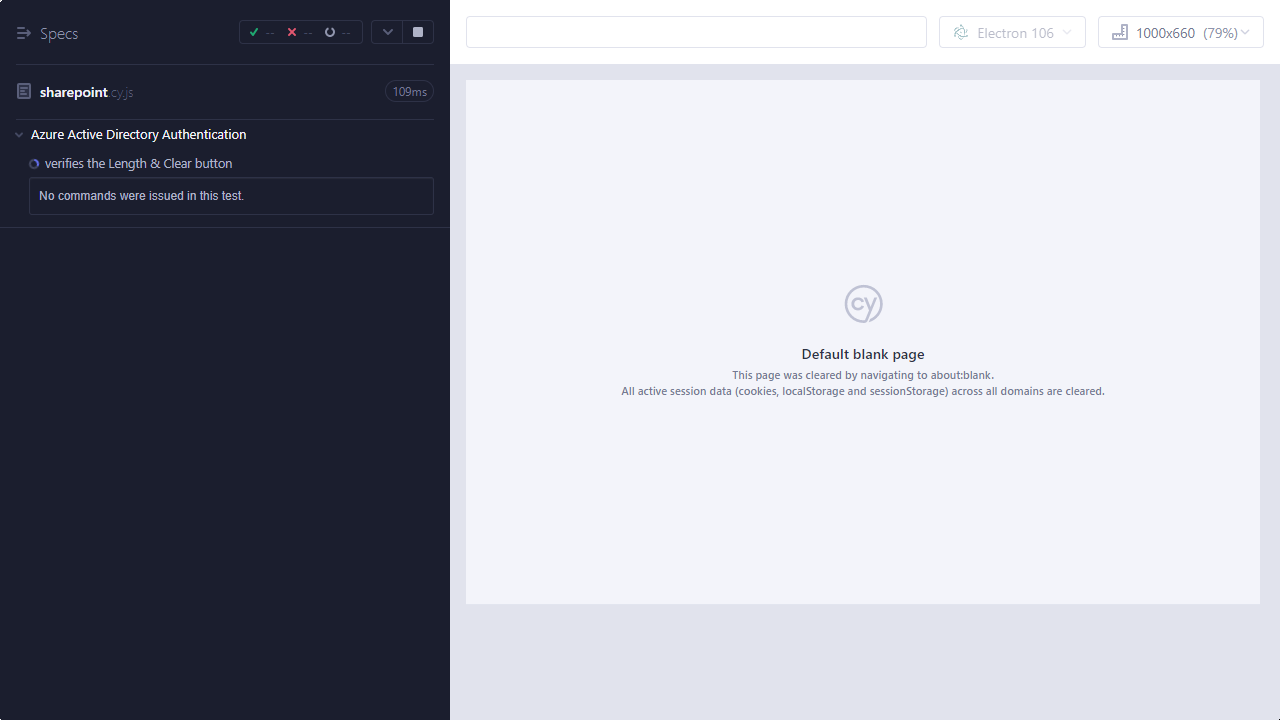 Specs
-- -- --
Electron 106
1000x660 (79%)
sharepoint.cy.js
109ms
Azure Active Directory Authentication
verifies the Length & Clear button
No commands were issued in this test.
cy
Default blank page
This page was cleared by navigating to about:blank.
All active session data (cookies, localStorage and sessionStorage) across all domains are cleared.